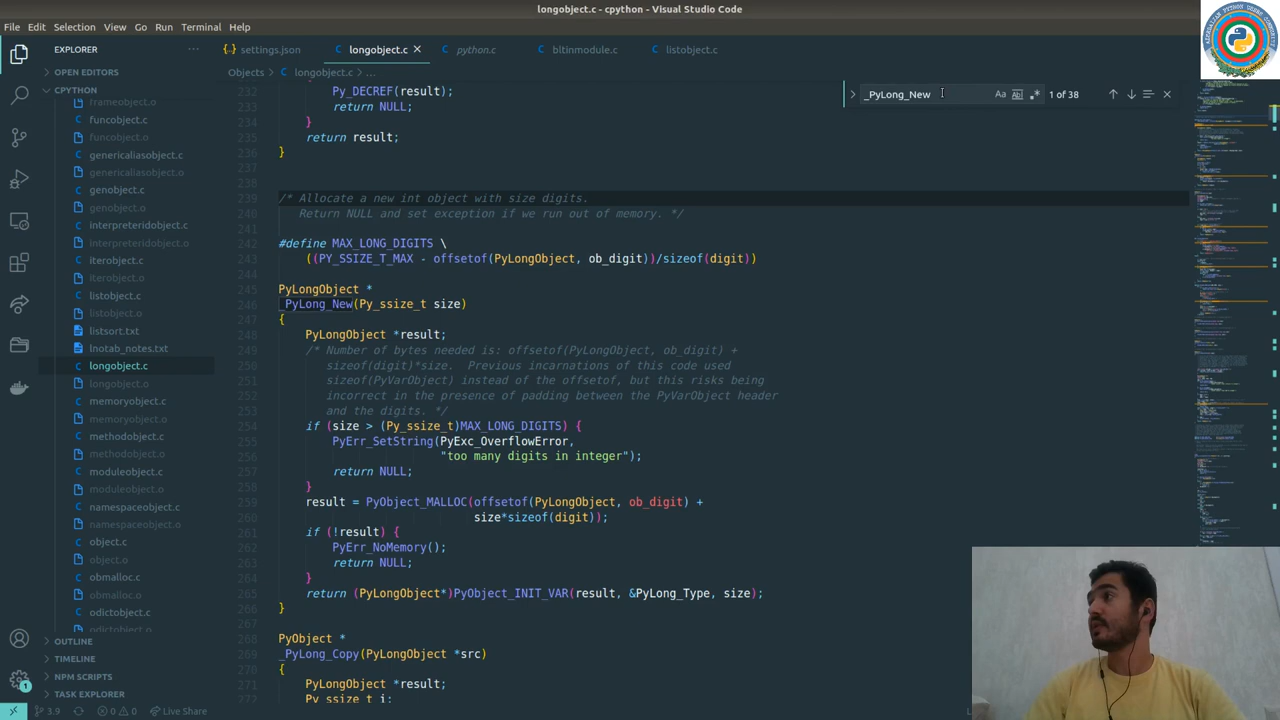 longobject.c - cpython - Visual Studio Code
File Edit Selection View Go Run Terminal Help
EXPLORER
settings.json
longobject.c
python.c
bltinmodule.c
listobject.c
OPEN EDITORS
CPYTHON
Objects > longobject.c > ...
_PyLong_New
Aa
1 of 38
frameobject.o
funcobject.c
funcobject.o
genericaliasobject.c
genericaliasobject.o
genobject.c
genobject.o
interpreteridobject.c
interpreteridobject.o
iterobject.c
iterobject.o
listobject.c
listobject.o
listsort.txt
lnotab_notes.txt
longobject.c
longobject.o
memoryobject.c
memoryobject.o
methodobject.c
methodobject.o
moduleobject.c
moduleobject.o
namespaceobject.c
namespaceobject.o
object.c
object.o
obmalloc.c
obmalloc.o
odictobject.c
odictobject.o
OUTLINE
TIMELINE
NPM SCRIPTS
TASK EXPLORER
232 Py_DECREF(result);
233 return NULL;
234 }
235 return result;
236 }
237
238
239 /* Allocate a new int object with size digits.
240 Return NULL and set exception if we run out of memory. */
241
242 #define MAX_LONG_DIGITS \
243 ((PY_SSIZE_T_MAX - offsetof(PyLongObject, ob_digit))/sizeof(digit))
244
245 PyLongObject *
246 _PyLong_New(Py_ssize_t size)
247 {
248 PyLongObject *result;
249 /* Number of bytes needed is: offsetof(PyLongObject, ob_digit) +
250 sizeof(digit)*size. Previous incarnations of this code used
251 sizeof(PyVarObject) instead of the offsetof, but this risks being
252 incorrect in the presence of padding between the PyVarObject header
253 and the digits. */
254 if (size > (Py_ssize_t)MAX_LONG_DIGITS) {
255 PyErr_SetString(PyExc_OverflowError,
256 "too many digits in integer");
257 return NULL;
258 }
259 result = PyObject_MALLOC(offsetof(PyLongObject, ob_digit) +
260 size*sizeof(digit));
261 if (!result) {
262 PyErr_NoMemory();
263 return NULL;
264 }
265 return (PyLongObject*)PyObject_INIT_VAR(result, &PyLong_Type, size);
266 }
267
268 PyObject *
269 _PyLong_Copy(PyLongObject *src)
270 {
271 PyLongObject *result;
272 Py_ssize_t i;
3.9
0 0
Live Share
AZERBAIJAN PYTHON USERS COMMUNITY